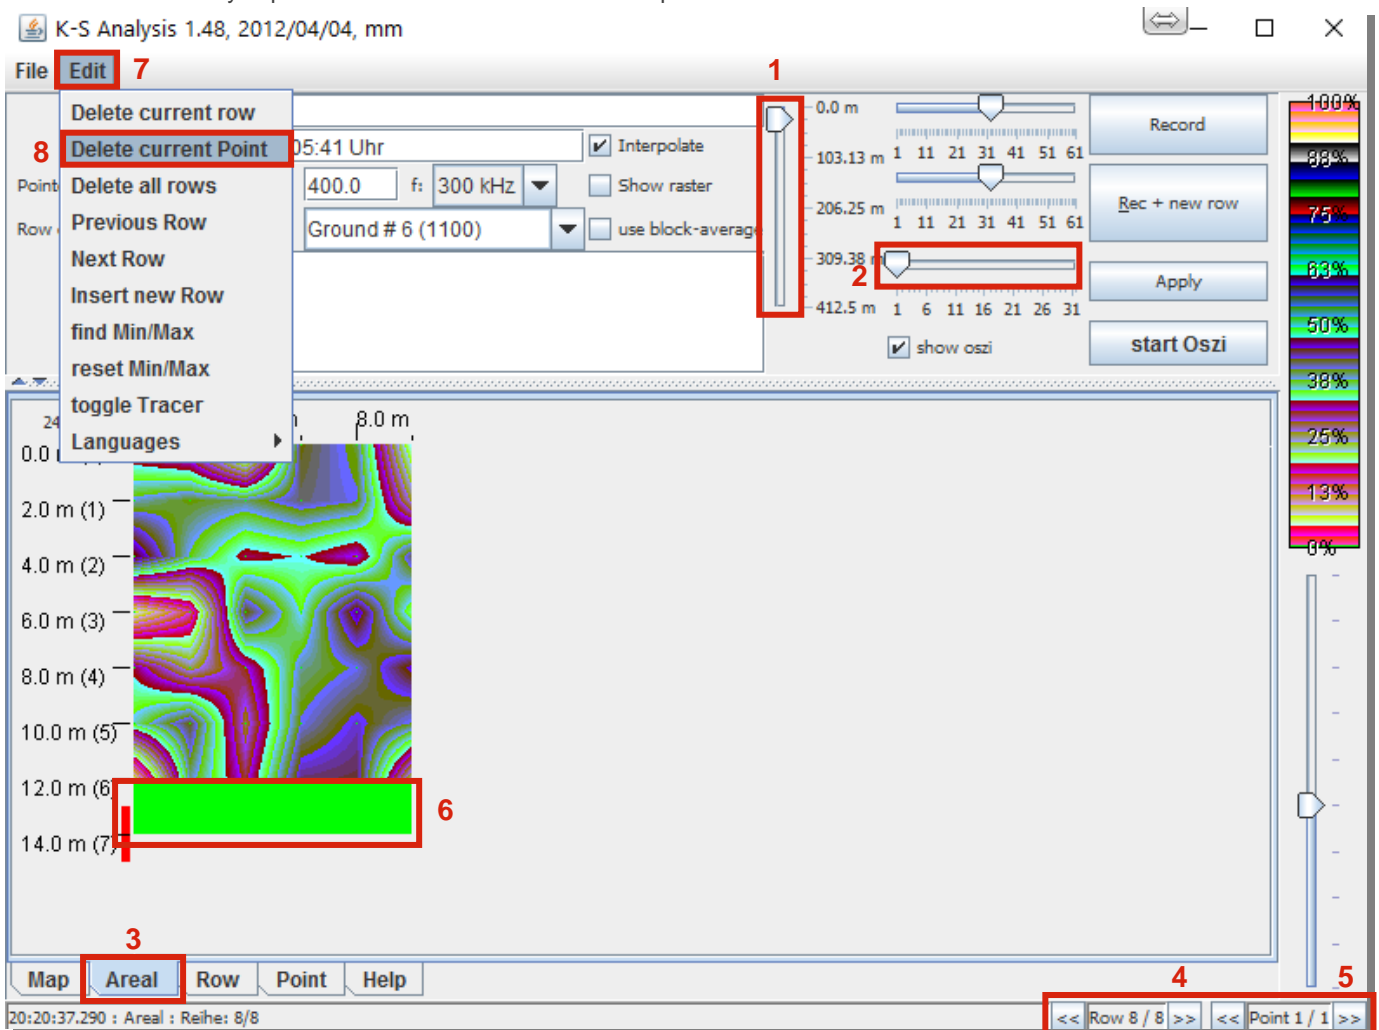 K-S Analysis 1.48, 2012/04/04, mm
File Edit 7
1
Delete current row
8 Delete current Point
Delete all rows
Previous Row
Next Row
Insert new Row
find Min/Max
reset Min/Max
toggle Tracer
Languages
05:41 Uhr
Interpolate
Point
400.0 f: 300 kHz
Show raster
Row
Ground # 6 (1100)
use block-average
0.0 m
103.13 m
206.25 m
309.38 m
412.5 m
1 11 21 31 41 51 61
1 11 21 31 41 51 61
2
1 6 11 16 21 26 31
show oszi
Record
Rec + new row
Apply
start Oszi
100%
88%
75%
63%
50%
38%
25%
13%
0%
24
8.0 m
0.0
2.0 m (1)
4.0 m (2)
6.0 m (3)
8.0 m (4)
10.0 m (5)
12.0 m (6)
6
14.0 m (7)
3
Map Areal Row Point Help
4 5
20:20:37.290 : Areal : Reihe: 8/8
<< Row 8 / 8 >> << Point 1 / 1 >>